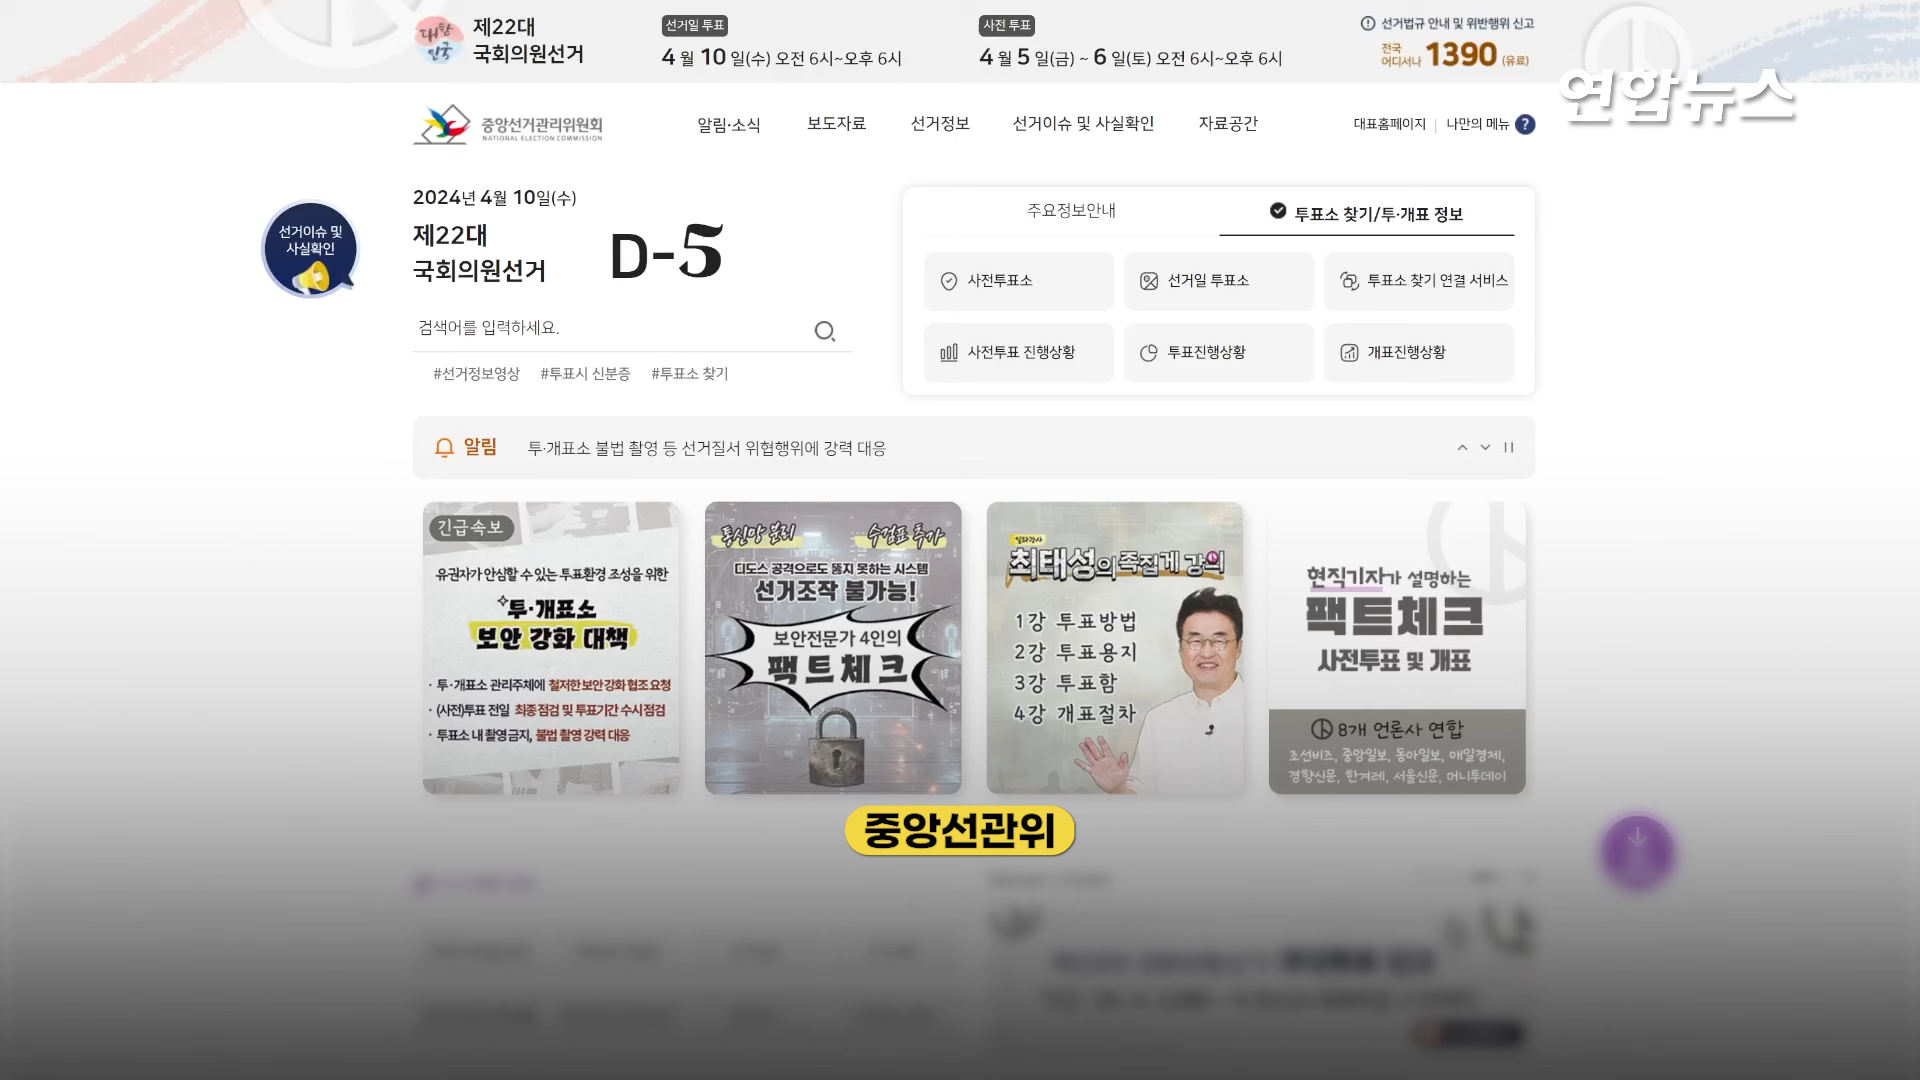 대한
민국
제22대
국회의원선거
선거일 투표
4 월 10 일(수) 오전 6시~오후 6시
사전 투표
4 월 5 일(금) ~ 6 일(토) 오전 6시~오후 6시
선거법규 안내 및 위반행위 신고
전국
어디서나 1390 (유료)
연합뉴스
중앙선거관리위원회
NATIONAL ELECTION COMMISSION
알림·소식
보도자료
선거정보
선거이슈 및 사실확인
자료공간
대표홈페이지 | 나만의 메뉴 ?
선거이슈 및
사실확인
2024년 4월 10일(수)
제22대
국회의원선거
D-5
검색어를 입력하세요.
#선거정보영상 #투표시 신분증 #투표소 찾기
주요정보안내
투표소 찾기/투·개표 정보
사전투표소
선거일 투표소
투표소 찾기 연결 서비스
사전투표 진행상황
투표진행상황
개표진행상황
알림
투·개표소 불법 촬영 등 선거질서 위협행위에 강력 대응
긴급속보
유권자가 안심할 수 있는 투표환경 조성을 위한
투·개표소
보안 강화 대책
· 투·개표소 관리주체에 철저한 보안 강화 협조 요청
· (사전)투표 전일 최종 점검 및 투표기간 수시 점검
· 투표소 내 촬영 금지, 불법 촬영 강력 대응
통신망 분리
수검표 추가
디도스 공격으로도 뚫지 못하는 시스템
선거조작 불가능!
보안전문가 4인의
팩트체크
일타강사
최태성의 족집게 강의
1강 투표방법
2강 투표용지
3강 투표함
4강 개표절차
현직기자가 설명하는
팩트체크
사전투표 및 개표
8개 언론사 연합
조선비즈, 중앙일보, 동아일보, 매일경제,
경향신문, 한겨레, 서울신문, 머니투데이
중앙선관위